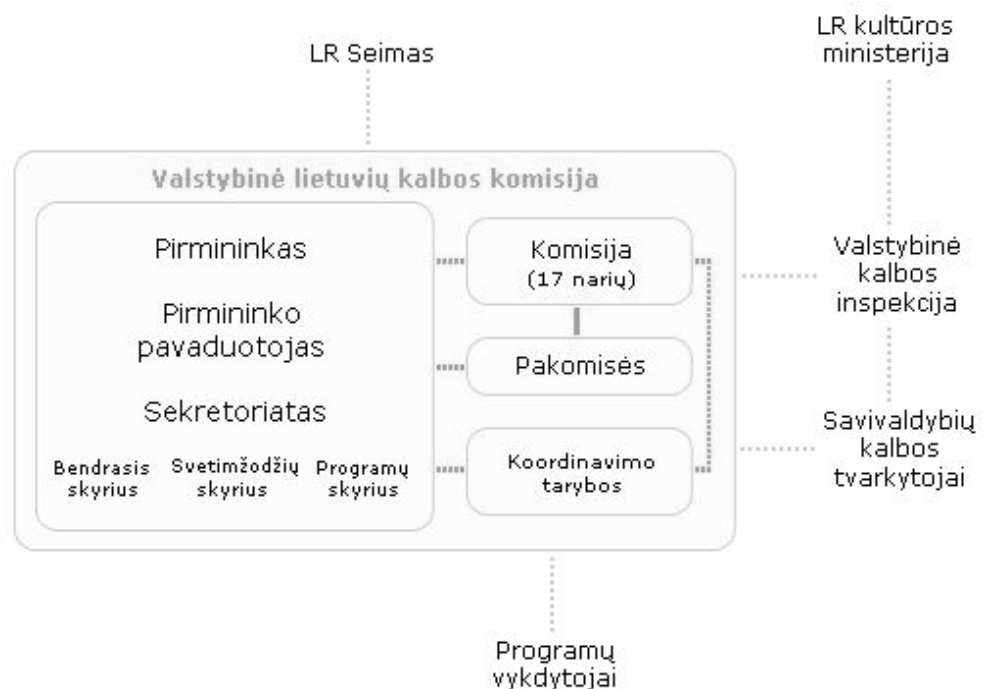 LR Seimas
LR kultūros
ministerija
Valstybinė lietuvių kalbos komisija
Pirmininkas
Pirmininko
pavaduotojas
Sekretoriatas
Bendrasis
skyrius
Svetimžodžių
skyrius
Programų
skyrius
Komisija
(17 narių)
Pakomisės
Koordinavimo
tarybos
Valstybinė
kalbos
inspekcija
Savivaldybių
kalbos
tvarkytojai
Programų
vykdytojai